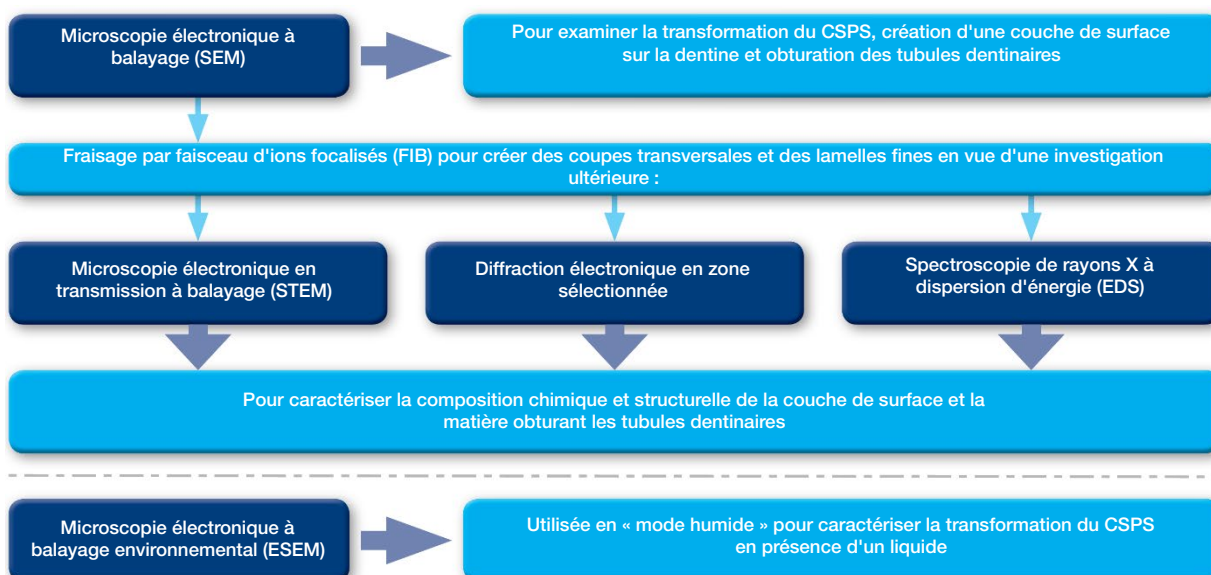 Microscopie électronique à
balayage (SEM)
Pour examiner la transformation du CSPS, création d'une couche de surface
sur la dentine et obturation des tubules dentinaires
Fraisage par faisceau d'ions focalisés (FIB) pour créer des coupes transversales et des lamelles fines en vue d'une investigation
ultérieure :
Microscopie électronique en
transmission à balayage (STEM)
Diffraction électronique en zone
sélectionnée
Spectroscopie de rayons X à
dispersion d'énergie (EDS)
Pour caractériser la composition chimique et structurelle de la couche de surface et la
matière obturant les tubules dentinaires
Microscopie électronique à
balayage environnemental (ESEM)
Utilisée en « mode humide » pour caractériser la transformation du CSPS
en présence d'un liquide